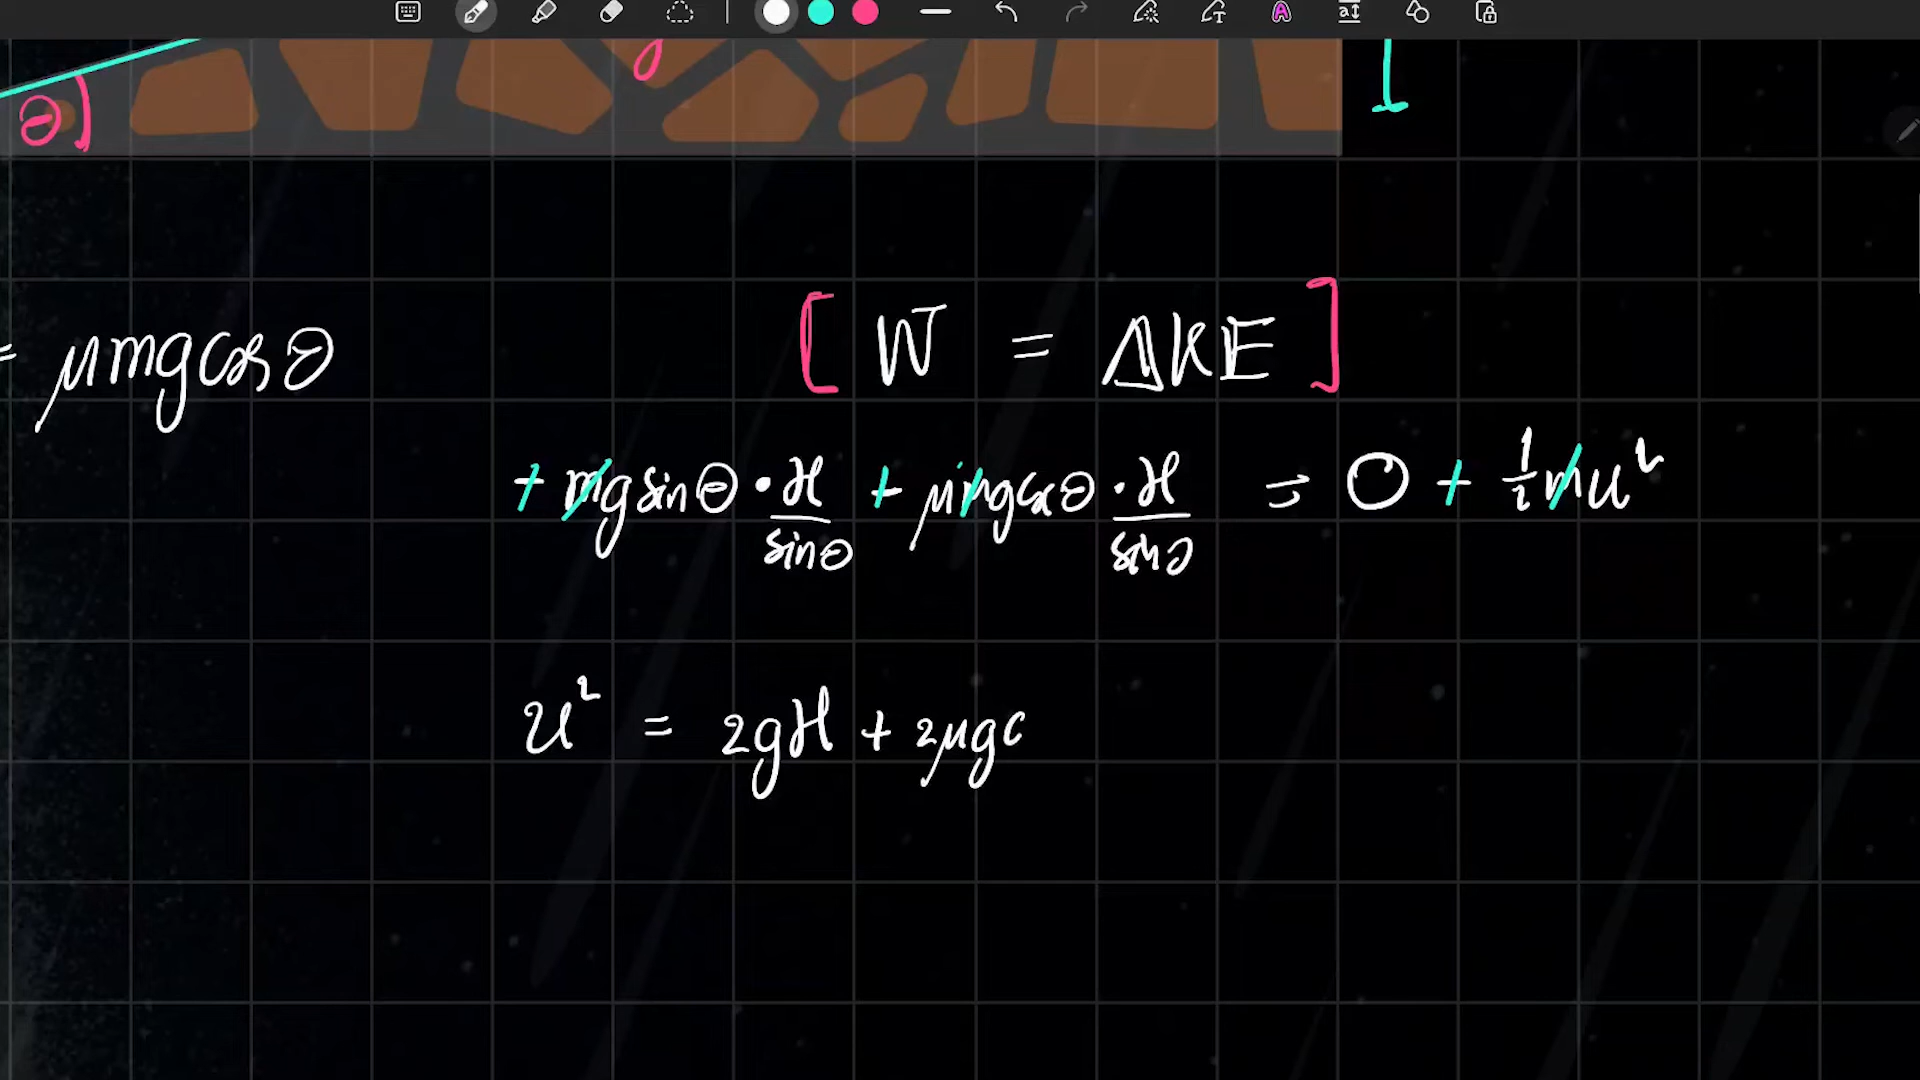 θ
= μmgcosθ
[ W = ΔKE ]
+ mgsinθ · H/sinθ + μmgcosθ · H/sinθ = 0 + 1/2mu²
u² = 2gH + 2μgc